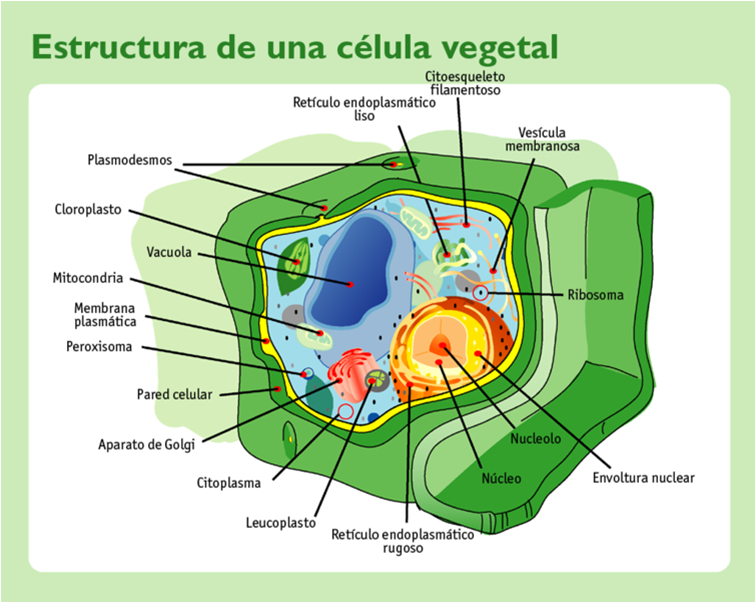 Estructura de una célula vegetal
Citoesqueleto
filamentoso
Retículo endoplasmático
liso
Vesícula
membranosa
Plasmodesmos
Cloroplasto
Vacuola
Mitocondria
Ribosoma
Membrana
plasmática
Peroxisoma
Pared celular
Aparato de Golgi
Nucleolo
Citoplasma
Núcleo
Envoltura nuclear
Leucoplasto
Retículo endoplasmático
rugoso